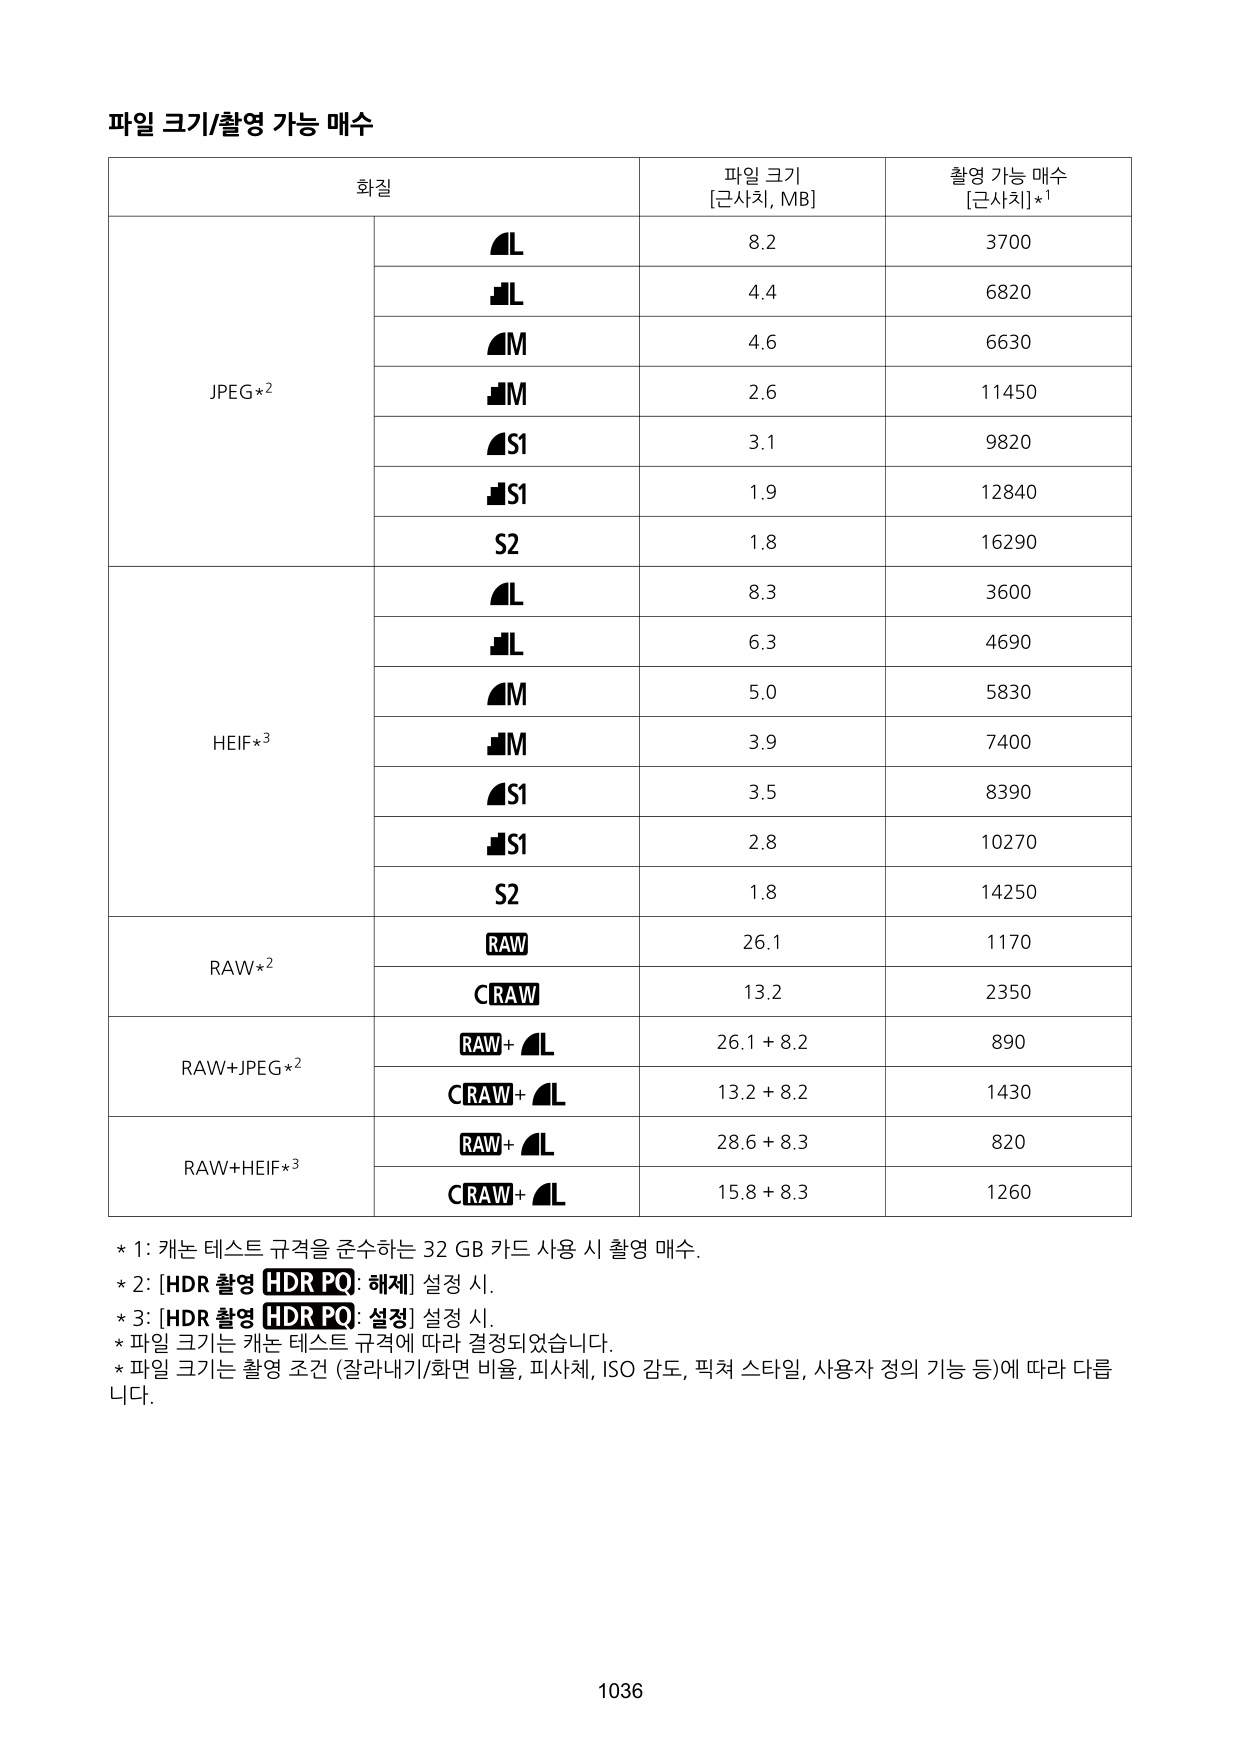 파일 크기/촬영 가능 매수
화질 파일 크기 [근사치, MB] 촬영 가능 매수 [근사치]*1
JPEG*2
L 8.2 3700
L 4.4 6820
M 4.6 6630
M 2.6 11450
S1 3.1 9820
S1 1.9 12840
S2 1.8 16290
HEIF*3
L 8.3 3600
L 6.3 4690
M 5.0 5830
M 3.9 7400
S1 3.5 8390
S1 2.8 10270
S2 1.8 14250
RAW*2
RAW 26.1 1170
CRAW 13.2 2350
RAW+JPEG*2
RAW+ L 26.1 + 8.2 890
CRAW+ L 13.2 + 8.2 1430
RAW+HEIF*3
RAW+ L 28.6 + 8.3 820
CRAW+ L 15.8 + 8.3 1260
* 1: 캐논 테스트 규격을 준수하는 32 GB 카드 사용 시 촬영 매수.
* 2: [HDR 촬영 HDR PQ: 해제] 설정 시.
* 3: [HDR 촬영 HDR PQ: 설정] 설정 시.
* 파일 크기는 캐논 테스트 규격에 따라 결정되었습니다.
* 파일 크기는 촬영 조건 (잘라내기/화면 비율, 피사체, ISO 감도, 픽쳐 스타일, 사용자 정의 기능 등)에 따라 다릅
니다.
1036